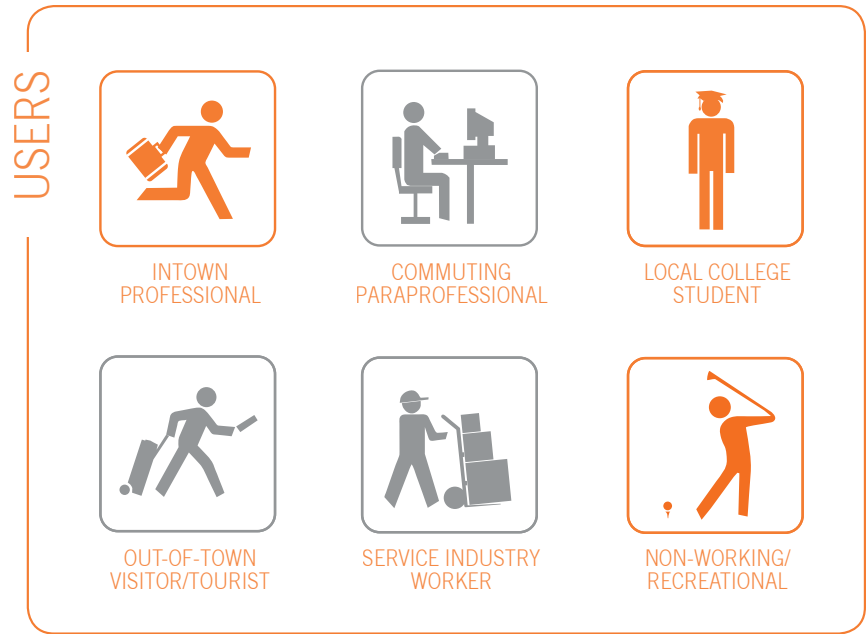 USERS
INTOWN
PROFESSIONAL
COMMUTING
PARAPROFESSIONAL
LOCAL COLLEGE
STUDENT
OUT-OF-TOWN
VISITOR/TOURIST
SERVICE INDUSTRY
WORKER
NON-WORKING/
RECREATIONAL